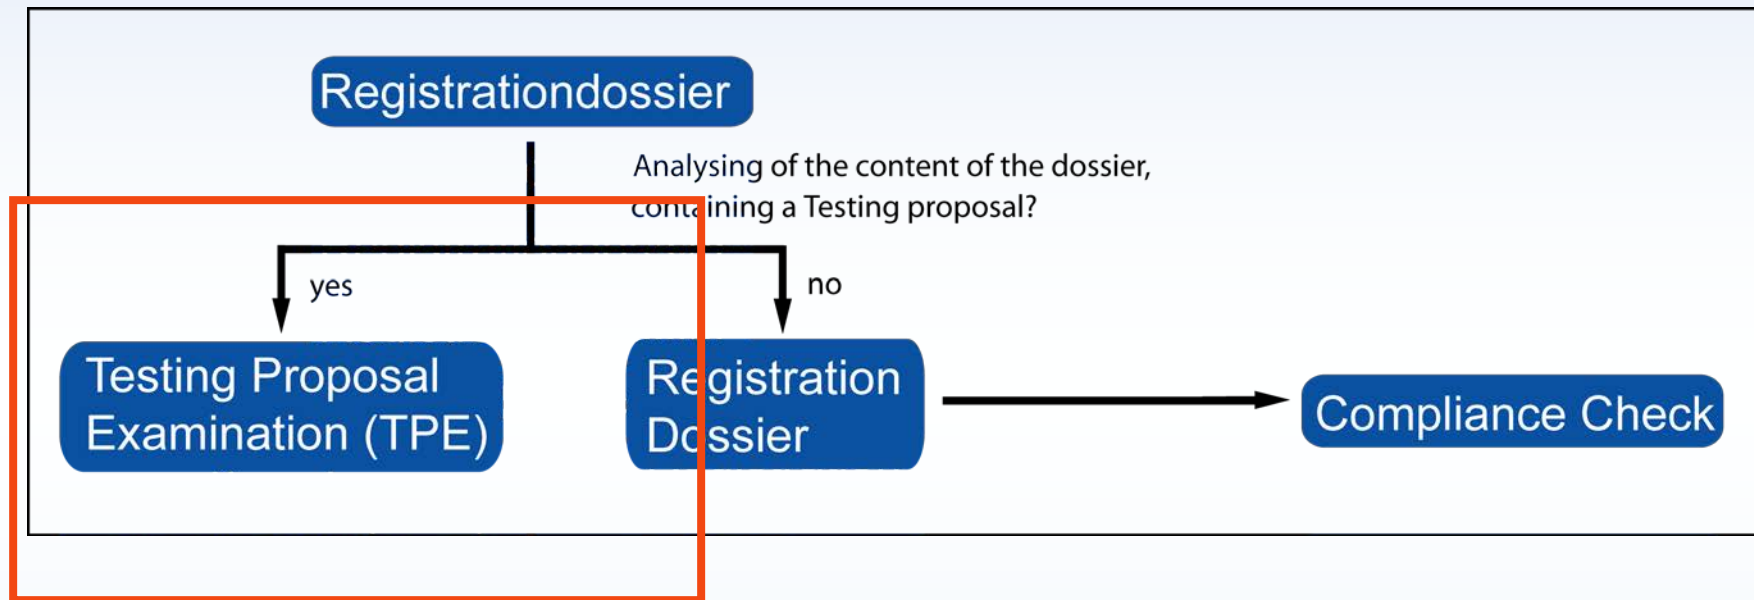 Registrationdossier
Analysing of the content of the dossier,
containing a Testing proposal?
yes
no
Testing Proposal
Examination (TPE)
Registration
Dossier
Compliance Check